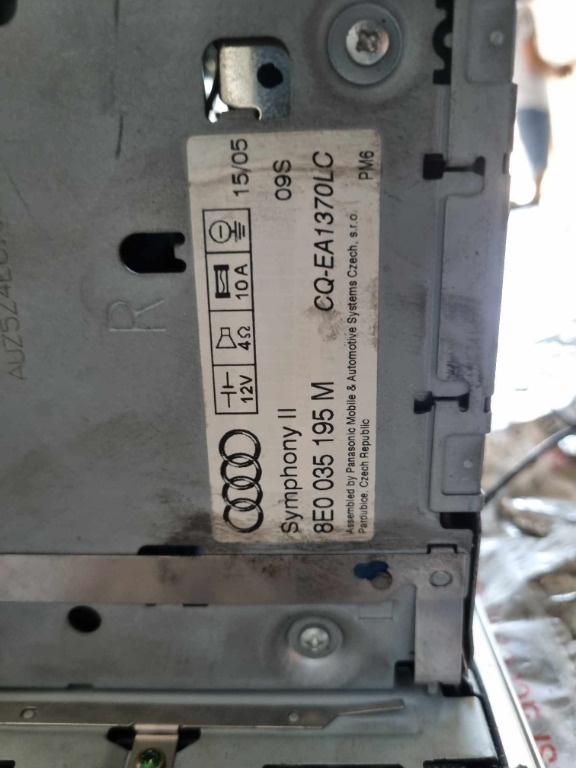 12V 4Ω 10A 15/05
Symphony II 09S
8E0 035 195 M CQ-EA1370LC
Assembled by Panasonic Mobile & Automotive Systems Czech, s.r.o.
Pardubice, Czech Republic PM6
R